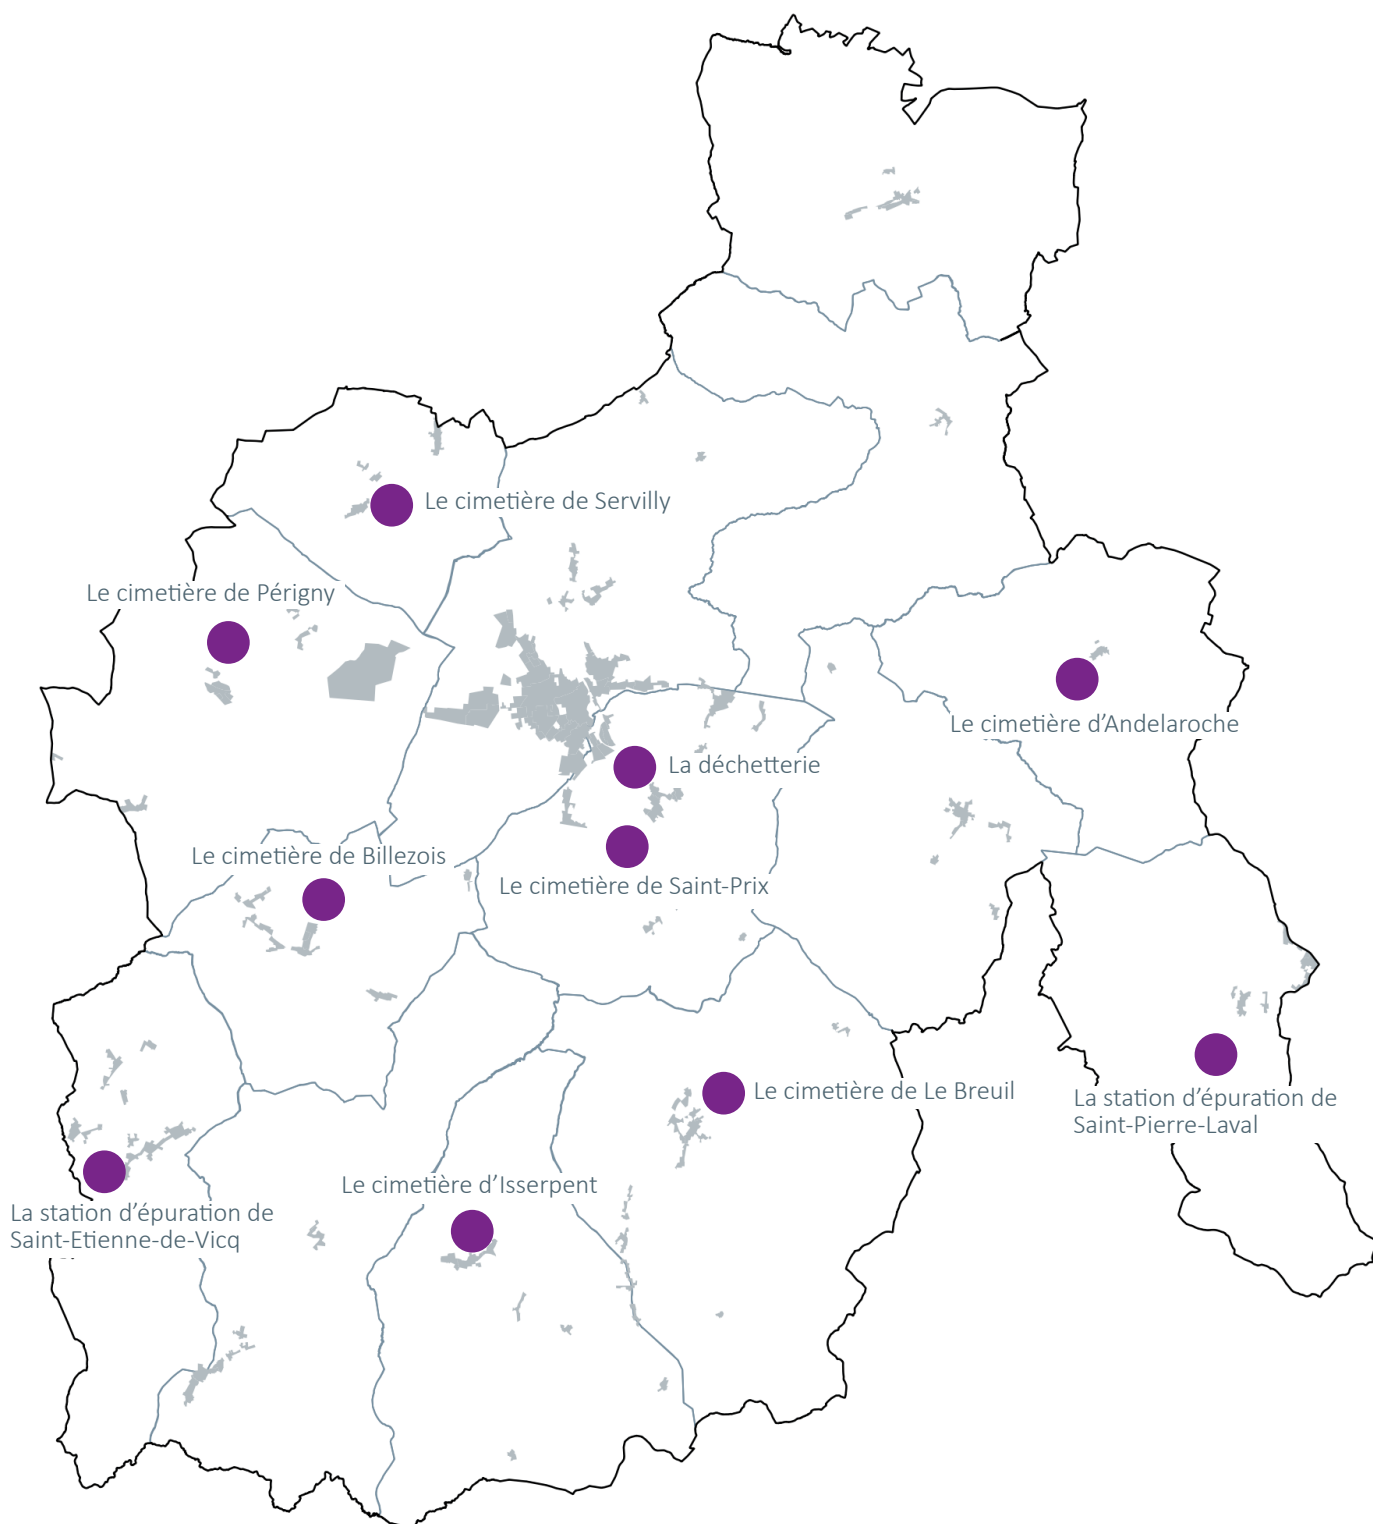 Le cimetière de Servilly
Le cimetière de Périgny
Le cimetière d'Andelaroche
La déchetterie
Le cimetière de Billezois
Le cimetière de Saint-Prix
Le cimetière de Le Breuil
La station d'épuration de
Saint-Pierre-Laval
Le cimetière d'Isserpent
La station d'épuration de
Saint-Etienne-de-Vicq